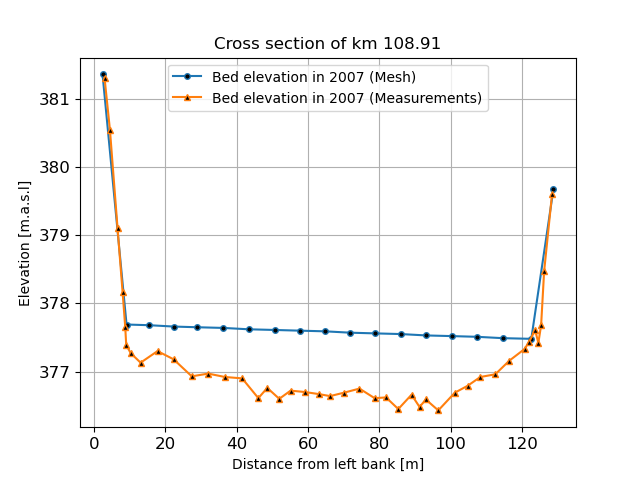 Cross section of km 108.91
Bed elevation in 2007 (Mesh)
Bed elevation in 2007 (Measurements)
Elevation [m.a.s.l]
381
380
379
378
377
0 20 40 60 80 100 120
Distance from left bank [m]